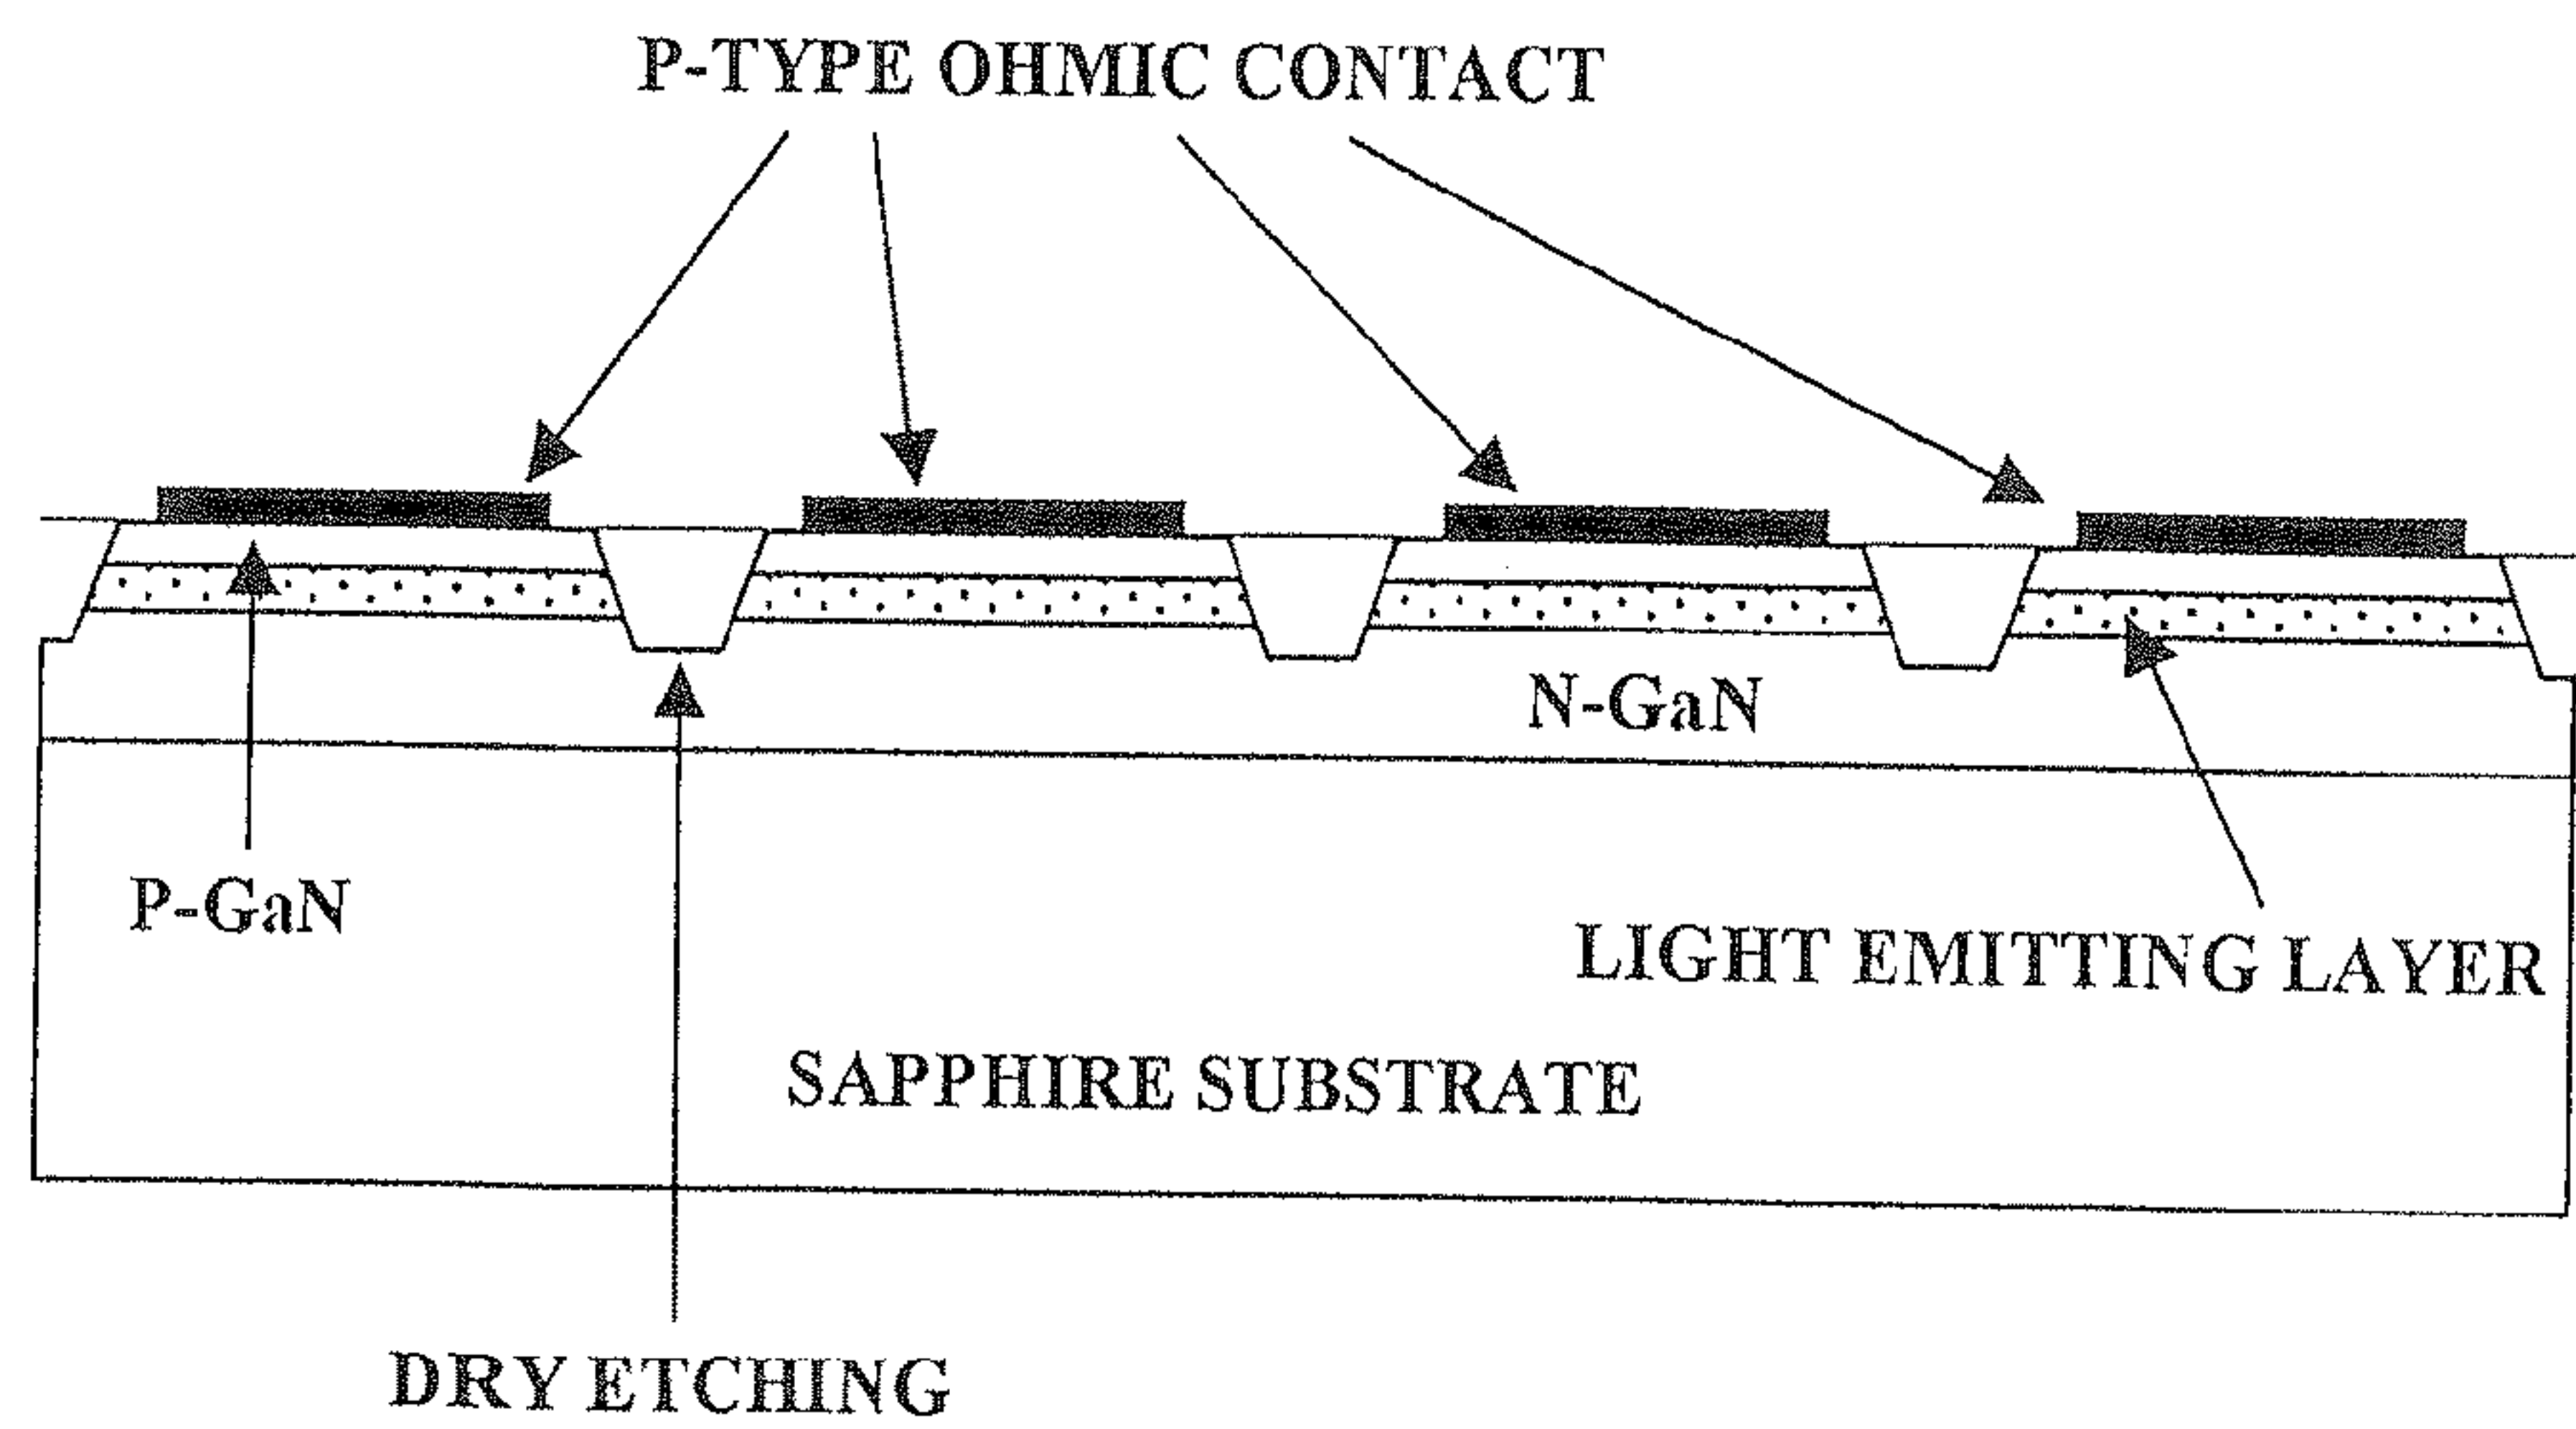 P-TYPE OHMIC CONTACT
N-GaN
P-GaN
LIGHT EMITTING LAYER
SAPPHIRE SUBSTRATE
DRY ETCHING